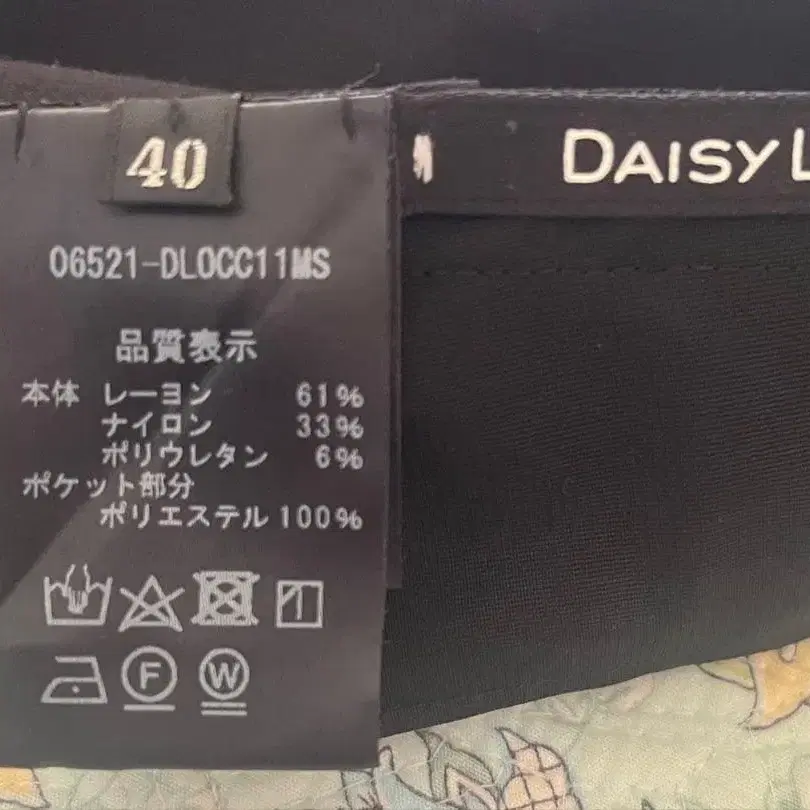 40
DAISY L
06521-DLOCC11MS
品質表示
本体 レーヨン 61%
ナイロン 33%
ポリウレタン 6%
ポケット部分
ポリエステル 100%
F W